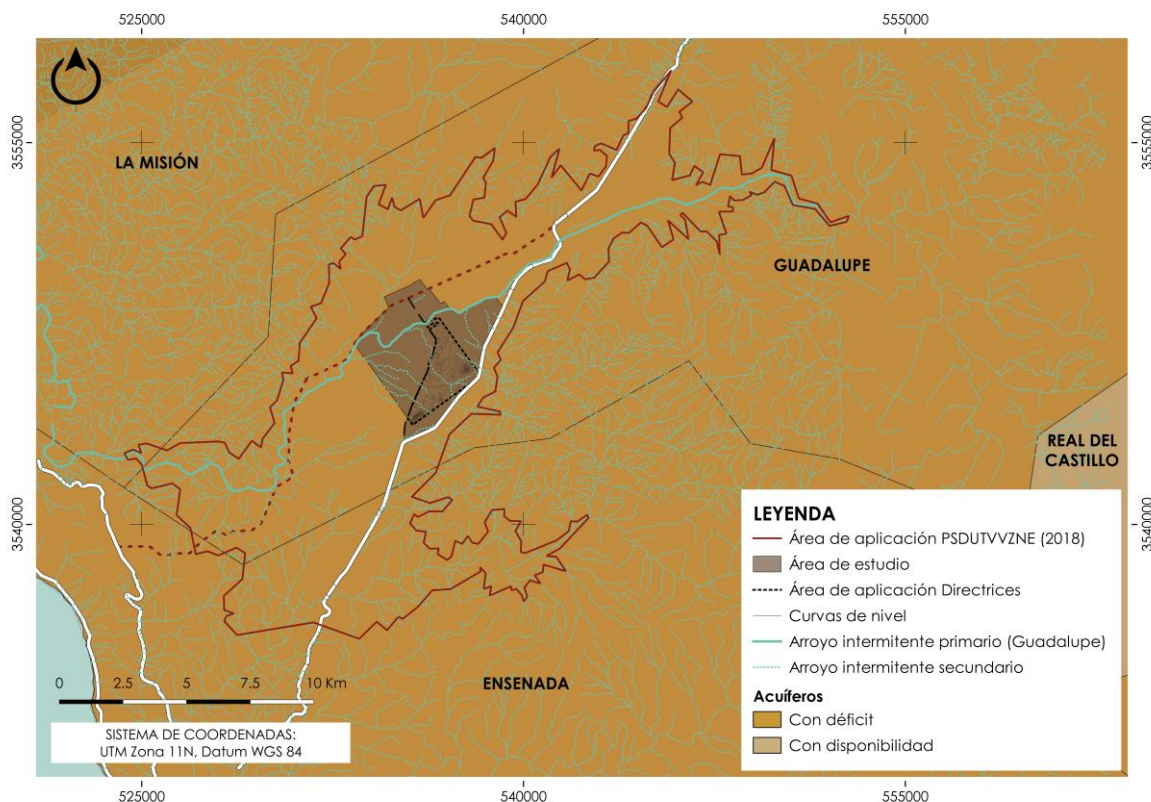 525000
540000
555000
3555000
3555000
LA MISIÓN
GUADALUPE
REAL DEL
CASTILLO
3540000
3540000
ENSENADA
LEYENDA
Área de aplicación PSDUTVVZNE (2018)
Área de estudio
Área de aplicación Directrices
Curvas de nivel
Arroyo intermitente primario (Guadalupe)
Arroyo intermitente secundario
Acuíferos
Con déficit
Con disponibilidad
0 2.5 5 7.5 10 Km
SISTEMA DE COORDENADAS:
UTM Zona 11N, Datum WGS 84
525000
540000
555000